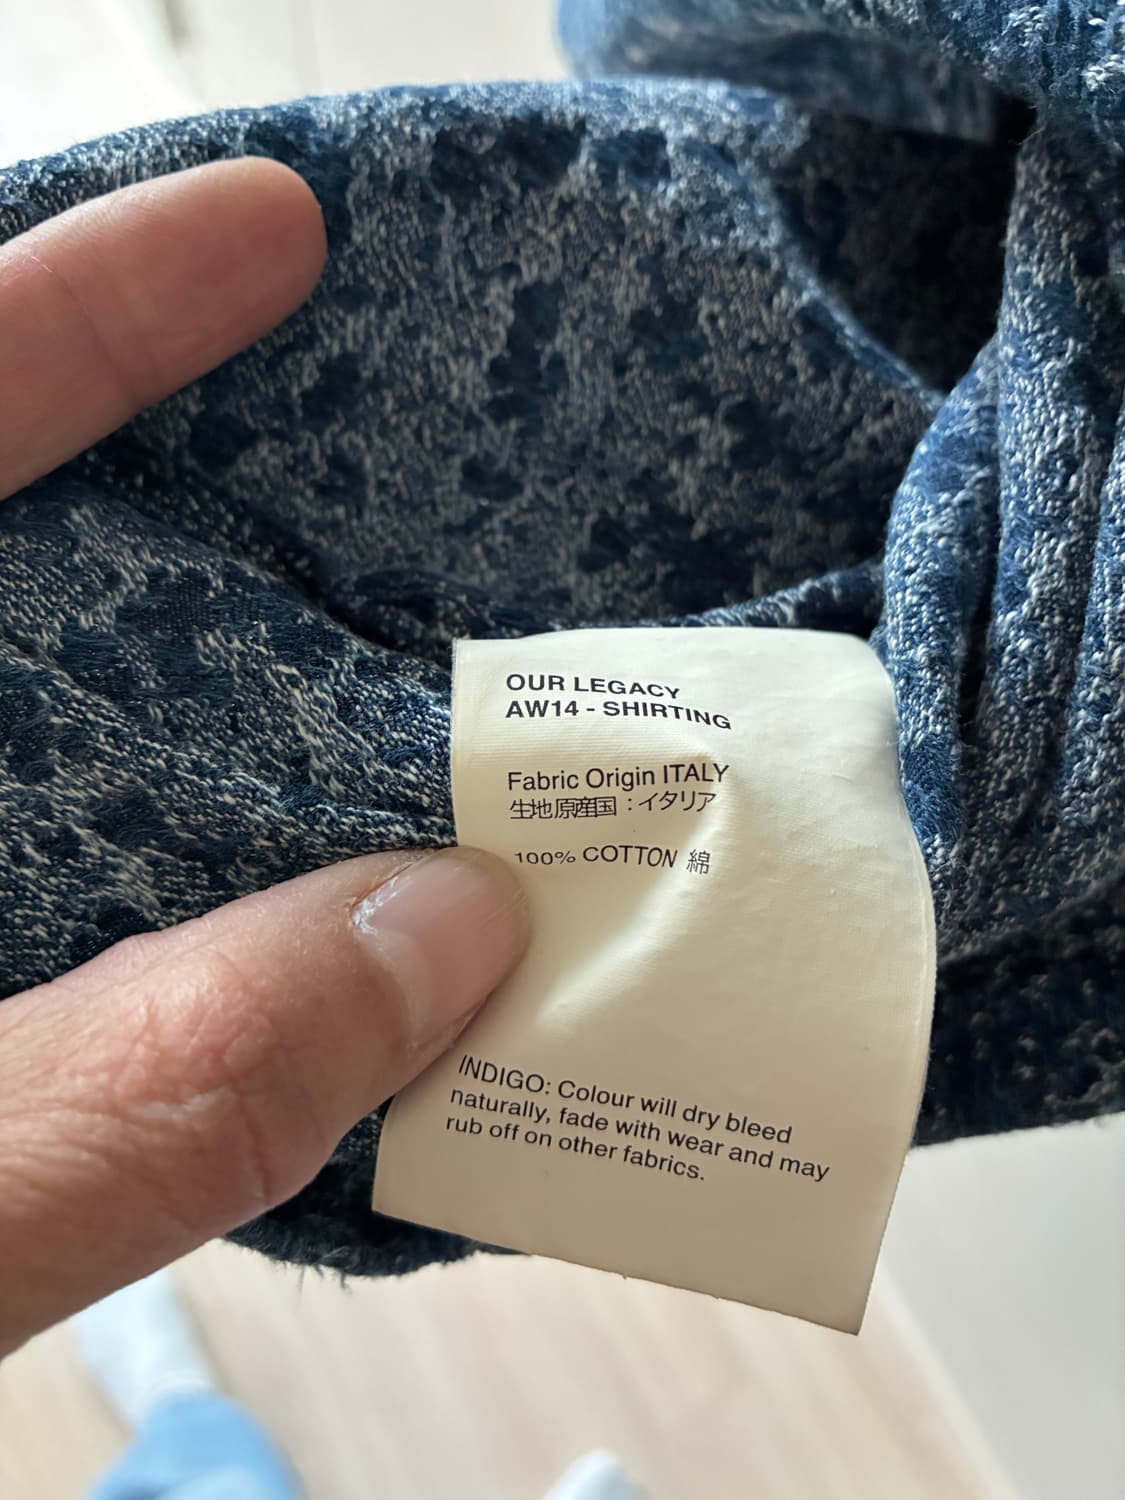 OUR LEGACY
AW14 - SHIRTING
Fabric Origin ITALY
生地原産国：イタリア
100% COTTON 綿
INDIGO: Colour will dry bleed
naturally, fade with wear and may
rub off on other fabrics.